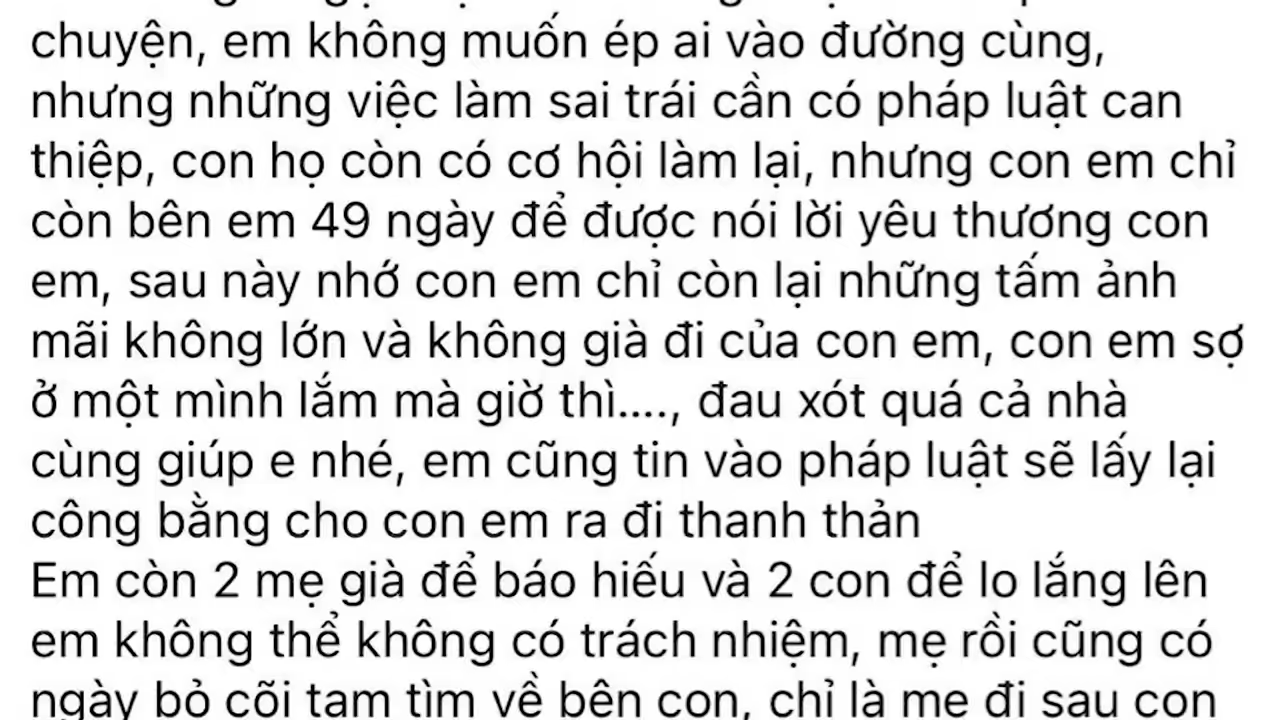 chuyện, em không muốn ép ai vào đường cùng,
nhưng những việc làm sai trái cần có pháp luật can
thiệp, con họ còn có cơ hội làm lại, nhưng con em chỉ
còn bên em 49 ngày để được nói lời yêu thương con
em, sau này nhớ con em chỉ còn lại những tấm ảnh
mãi không lớn và không già đi của con em, con em sợ
ở một mình lắm mà giờ thì...., đau xót quá cả nhà
cùng giúp e nhé, em cũng tin vào pháp luật sẽ lấy lại
công bằng cho con em ra đi thanh thản
Em còn 2 mẹ già để báo hiếu và 2 con để lo lắng lên
em không thể không có trách nhiệm, mẹ rồi cũng có
ngày bỏ cõi tạm tìm về bên con, chỉ là mẹ đi sau con